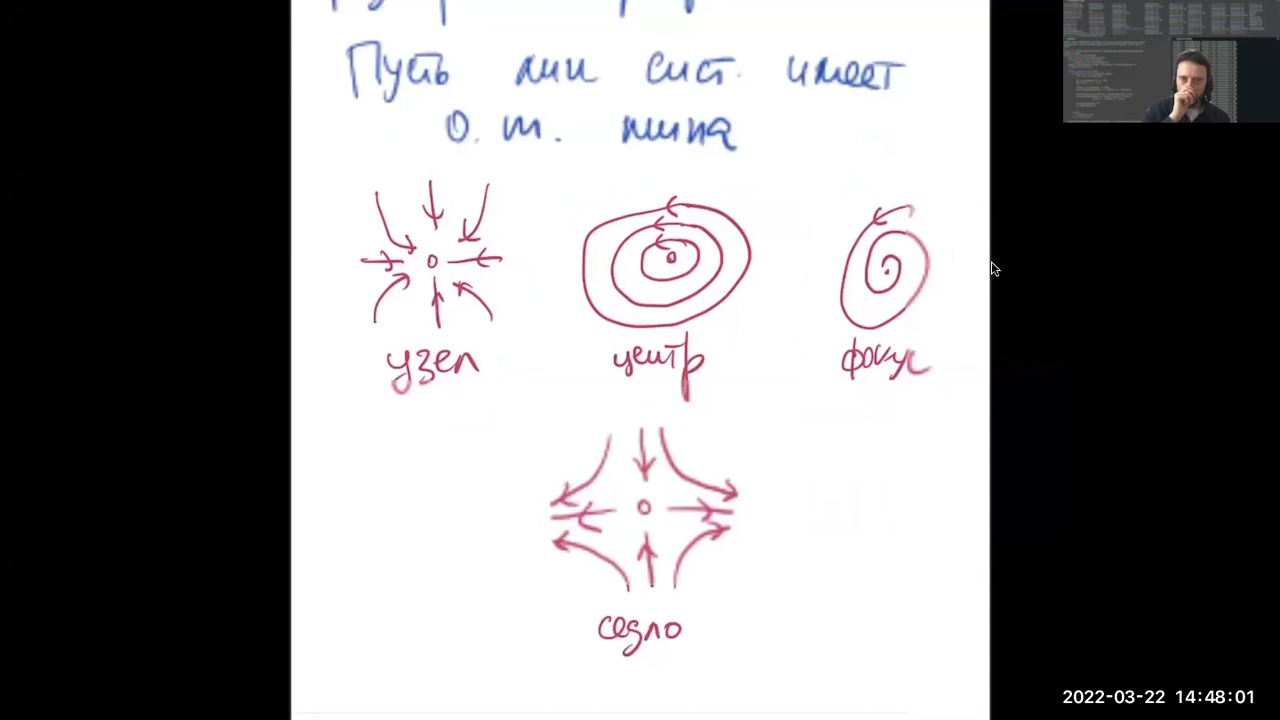 Пусть лин сист. имеет
О. т. типа
узел центр фокус
седло
2022-03-22 14:48:01